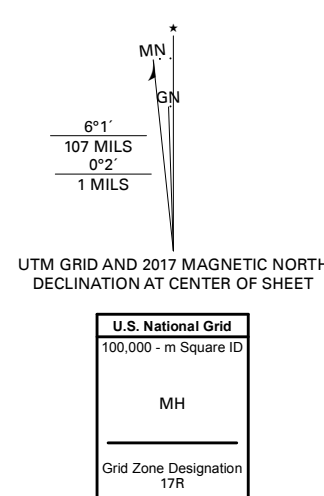 ★
MN
GN
6°1´
107 MILS
0°2´
1 MILS
UTM GRID AND 2017 MAGNETIC NORTH
DECLINATION AT CENTER OF SHEET
U.S. National Grid
100,000 - m Square ID
MH
Grid Zone Designation
17R